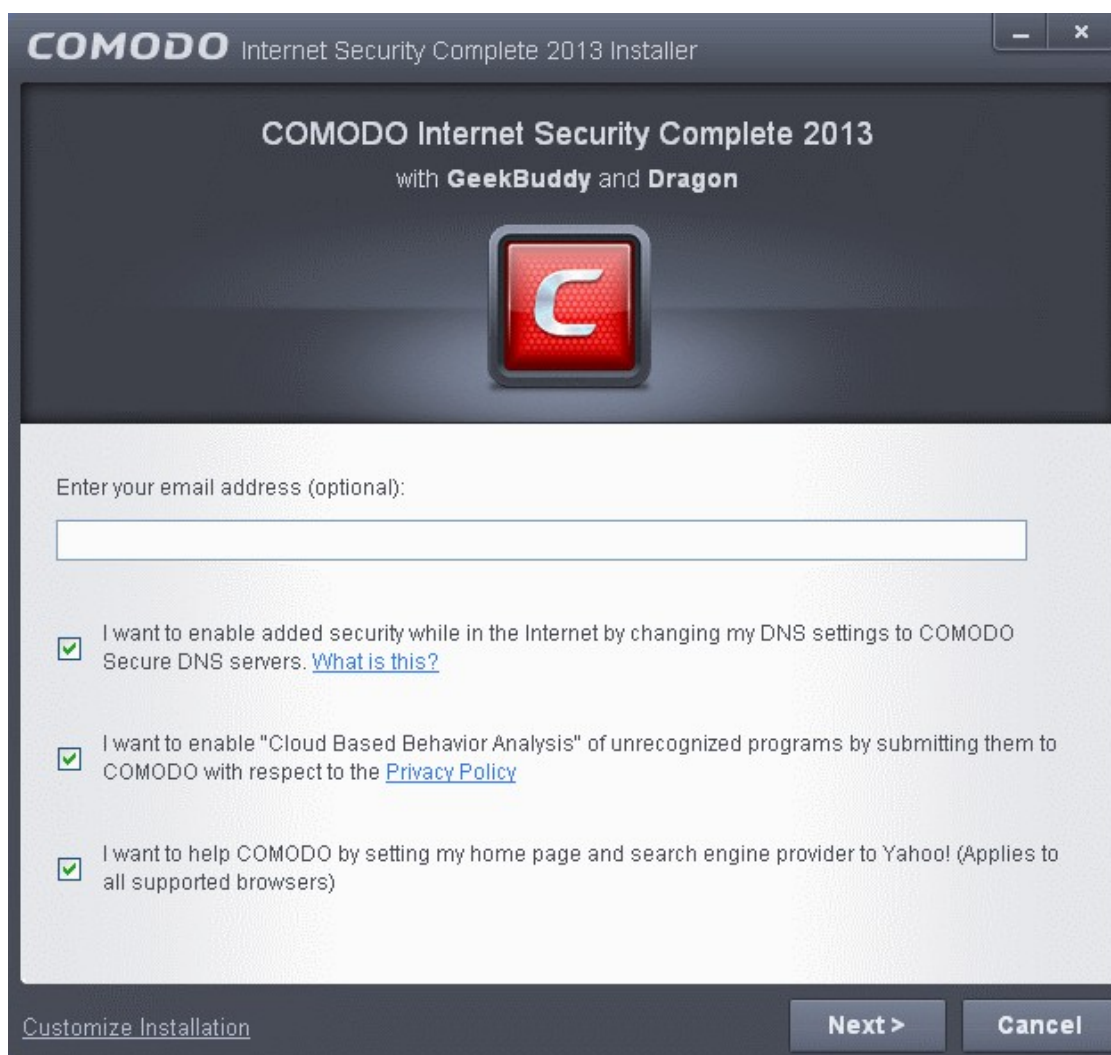 COMODO Internet Security Complete 2013 Installer
COMODO Internet Security Complete 2013
with GeekBuddy and Dragon
C
Enter your email address (optional):
I want to enable added security while in the Internet by changing my DNS settings to COMODO
Secure DNS servers. What is this?
I want to enable "Cloud Based Behavior Analysis" of unrecognized programs by submitting them to
COMODO with respect to the Privacy Policy
I want to help COMODO by setting my home page and search engine provider to Yahoo! (Applies to
all supported browsers)
Customize Installation
Next >
Cancel